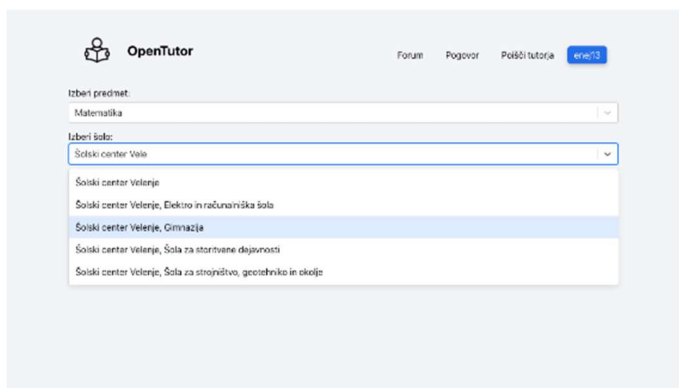 OpenTutor
Forum Pogovor Poišči tutorja enej13
Izberi predmet:
Matematika
Izberi šolo:
Šolski center Vele
Šolski center Velenje
Šolski center Velenje, Elektro in računalniška šola
Šolski center Velenje, Gimnazija
Šolski center Velenje, Šola za storitvene dejavnosti
Šolski center Velenje, Šola za strojništvo, geotehniko in okolje